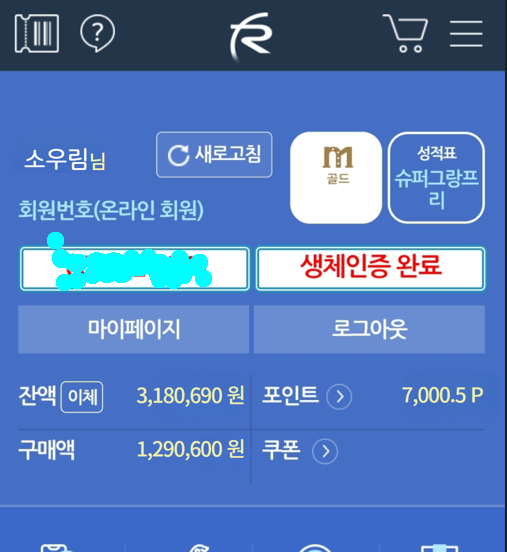 소우림님
새로고침
M
골드
성적표
슈퍼그랑프
리
회원번호(온라인 회원)
생체인증 완료
마이페이지
로그아웃
잔액 이체 3,180,690 원
포인트 7,000.5 P
구매액 1,290,600 원
쿠폰